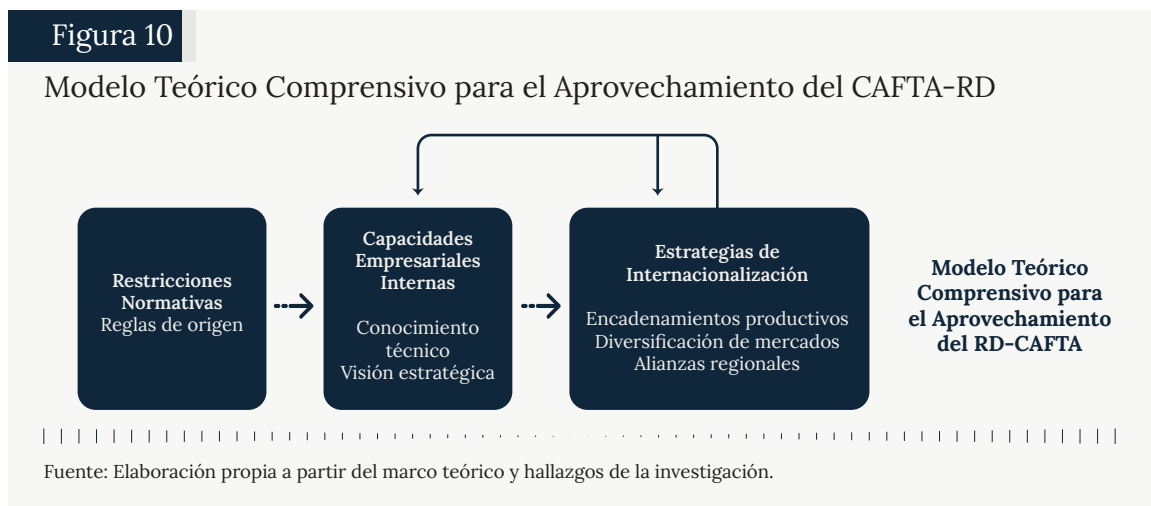 Figura 10
Modelo Teórico Comprensivo para el Aprovechamiento del CAFTA-RD
Restricciones
Normativas
Reglas de origen
Capacidades
Empresariales
Internas
Conocimiento
técnico
Visión estratégica
Estrategias de
Internacionalización
Encadenamientos productivos
Diversificación de mercados
Alianzas regionales
Modelo Teórico
Comprensivo para
el Aprovechamiento
del RD-CAFTA
Fuente: Elaboración propia a partir del marco teórico y hallazgos de la investigación.